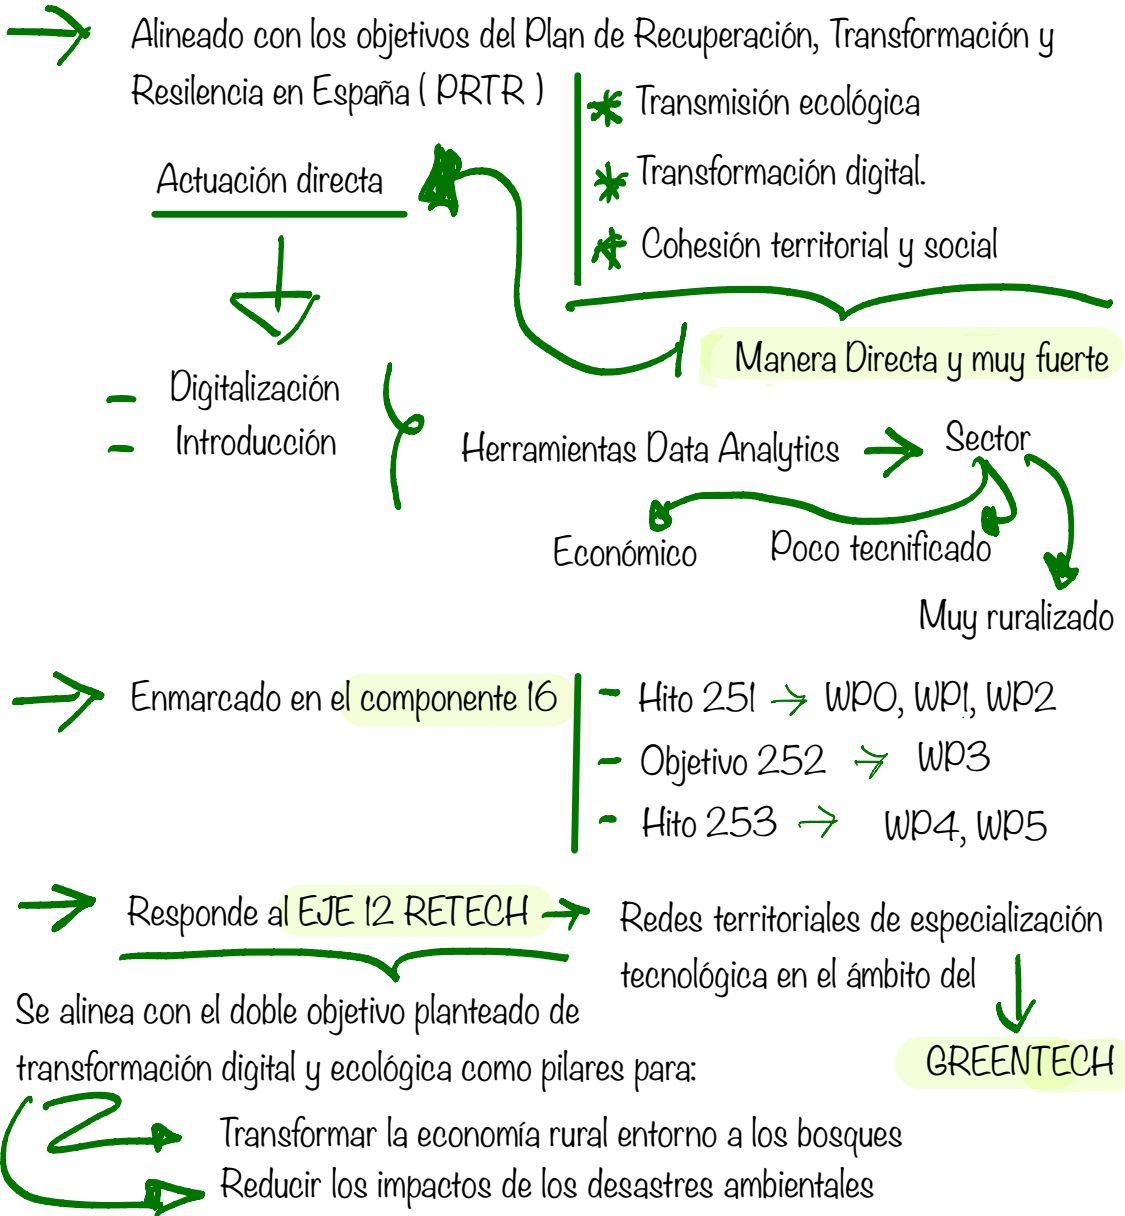 Alineado con los objetivos del Plan de Recuperación, Transformación y
Resilencia en España ( PRTR )
Transmisión ecológica
Transformación digital.
Cohesión territorial y social
Actuación directa
Manera Directa y muy fuerte
Digitalización
Introducción
Herramientas Data Analytics
Sector
Económico
Poco tecnificado
Muy ruralizado
Enmarcado en el componente 16
- Hito 251 → WP0, WP1, WP2
- Objetivo 252 → WP3
- Hito 253 → WP4, WP5
Responde al EJE 12 RETECH →
Redes territoriales de especialización
tecnológica en el ámbito del
GREENTECH
Se alinea con el doble objetivo planteado de
transformación digital y ecológica como pilares para:
Transformar la economía rural entorno a los bosques
Reducir los impactos de los desastres ambientales